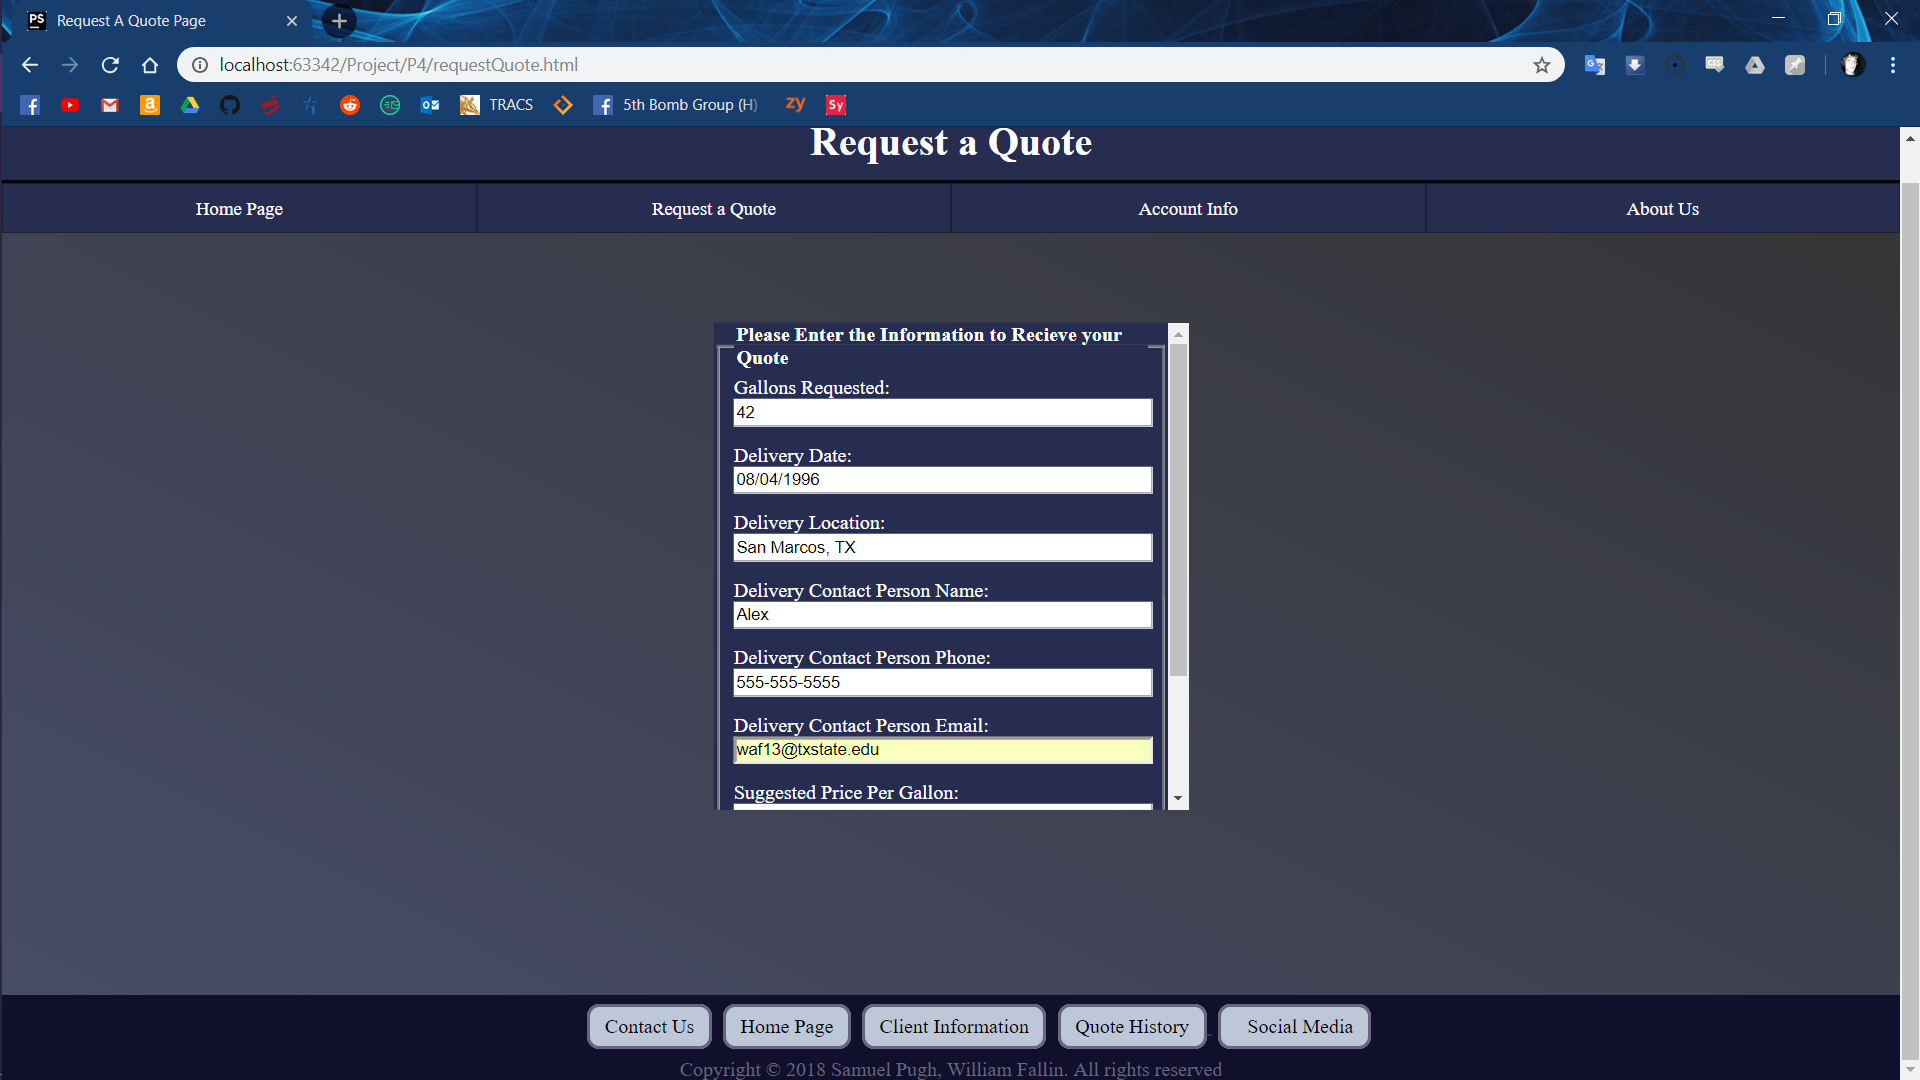 PS Request A Quote Page
localhost:63342/Project/P4/requestQuote.html
TRACS 5th Bomb Group (H) zy Sy
Request a Quote
Home Page Request a Quote Account Info About Us
Please Enter the Information to Recieve your
Quote
Gallons Requested:
42
Delivery Date:
08/04/1996
Delivery Location:
San Marcos, TX
Delivery Contact Person Name:
Alex
Delivery Contact Person Phone:
555-555-5555
Delivery Contact Person Email:
waf13@txstate.edu
Suggested Price Per Gallon:
Contact Us Home Page Client Information Quote History Social Media
Copyright © 2018 Samuel Pugh, William Fallin. All rights reserved